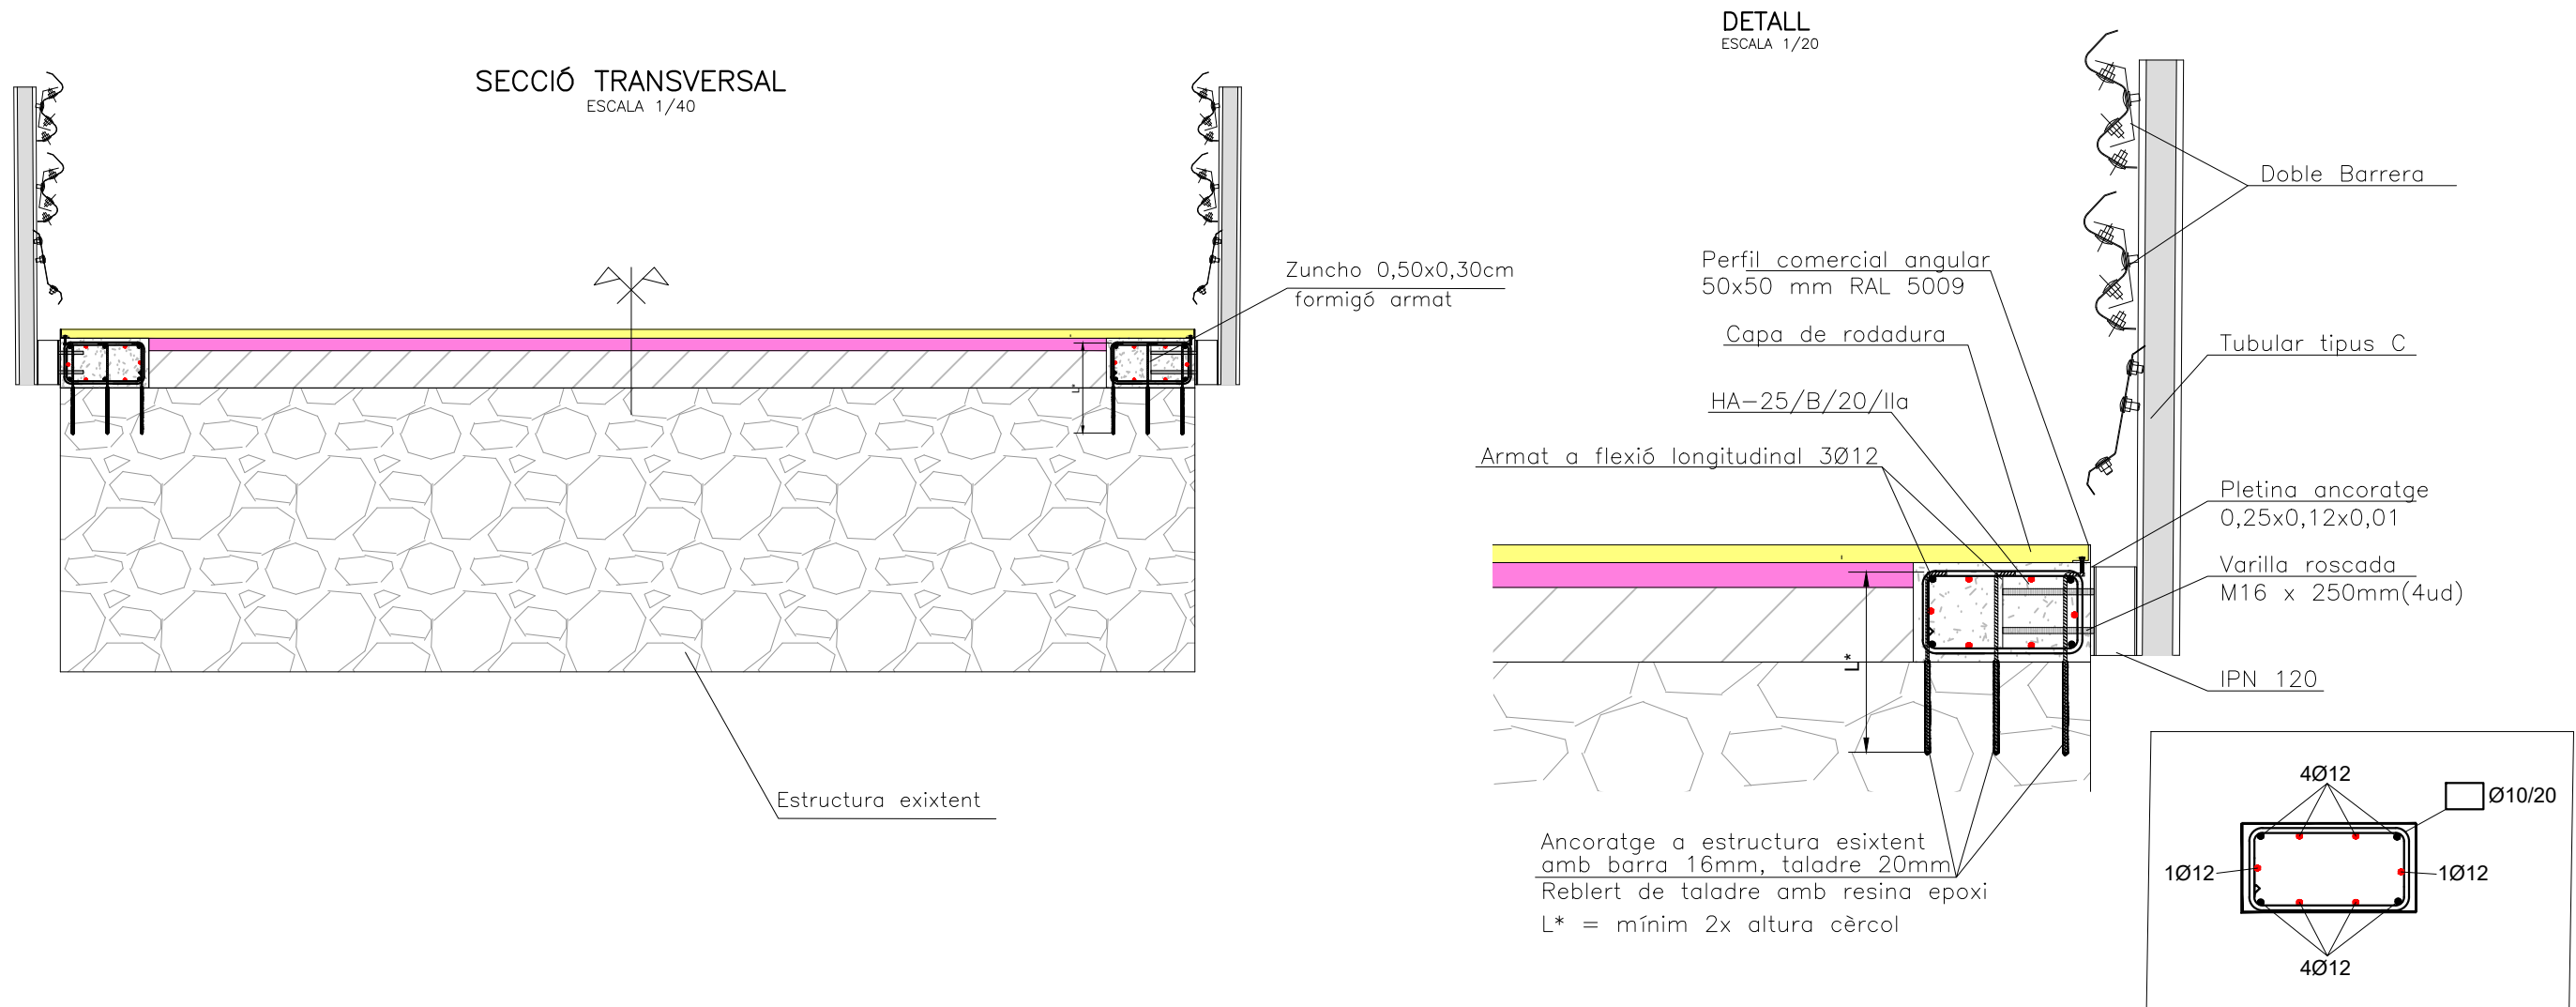 SECCIÓ TRANSVERSAL
ESCALA 1/40
Zuncho 0,50x0,30cm
formigó armat
L*
Estructura exixtent
DETALL
ESCALA 1/20
Doble Barrera
Perfil comercial angular
50x50 mm RAL 5009
Capa de rodadura
Tubular tipus C
HA-25/B/20/IIa
Armat a flexió longitudinal 3Ø12
Pletina ancoratge
0,25x0,12x0,01
Varilla roscada
M16 x 250mm(4ud)
L*
IPN 120
Ancoratge a estructura esixtent
amb barra 16mm, taladre 20mm
Reblert de taladre amb resina epoxi
L* = mínim 2x altura cèrcol
4Ø12
Ø10/20
1Ø12
1Ø12
4Ø12